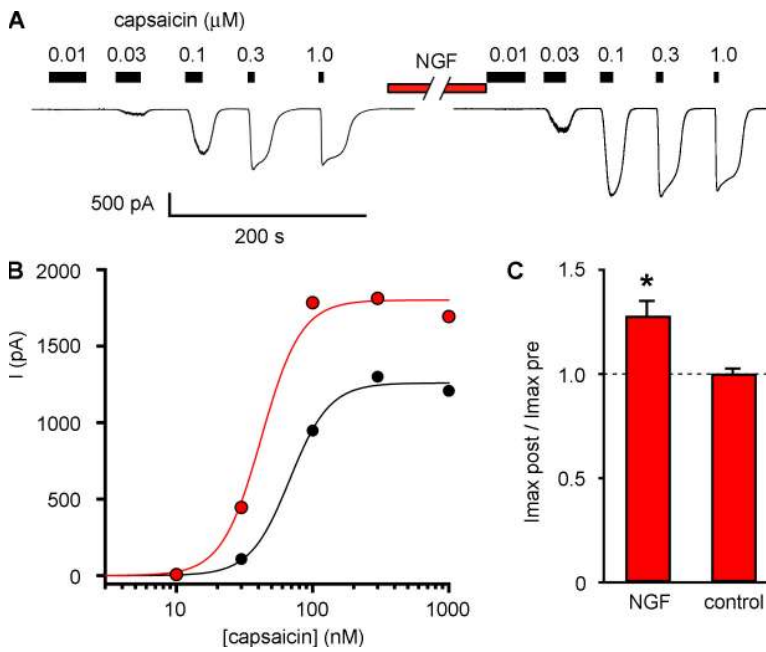 A
capsaicin (μM)
0.01 0.03 0.1 0.3 1.0 NGF 0.01 0.03 0.1 0.3 1.0
500 pA
200 s
B
2000
1500
1000
500
0
I (pA)
10 100 1000
[capsaicin] (nM)
C
1.5
*
1.0
0.5
0.0
Imax post / Imax pre
NGF control